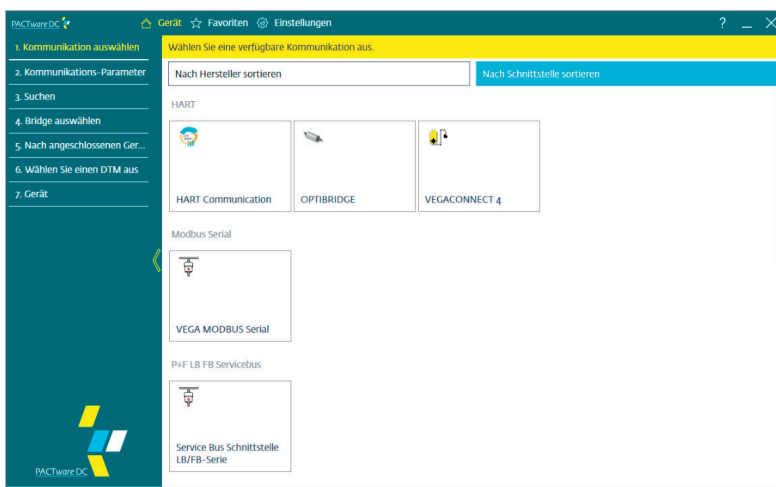 PACTware DC Gerät Favoriten Einstellungen ?
1. Kommunikation auswählen
2. Kommunikations-Parameter
3. Suchen
4. Bridge auswählen
5. Nach angeschlossenen Ger...
6. Wählen Sie einen DTM aus
7. Gerät
Wählen Sie eine verfügbare Kommunikation aus.
Nach Hersteller sortieren
Nach Schnittstelle sortieren
HART
HART Communication
OPTIBRIDGE
VEGACONNECT 4
Modbus Serial
VEGA MODBUS Serial
P+F LB FB Servicebus
Service Bus Schnittstelle
LB/FB-Serie
PACTware DC